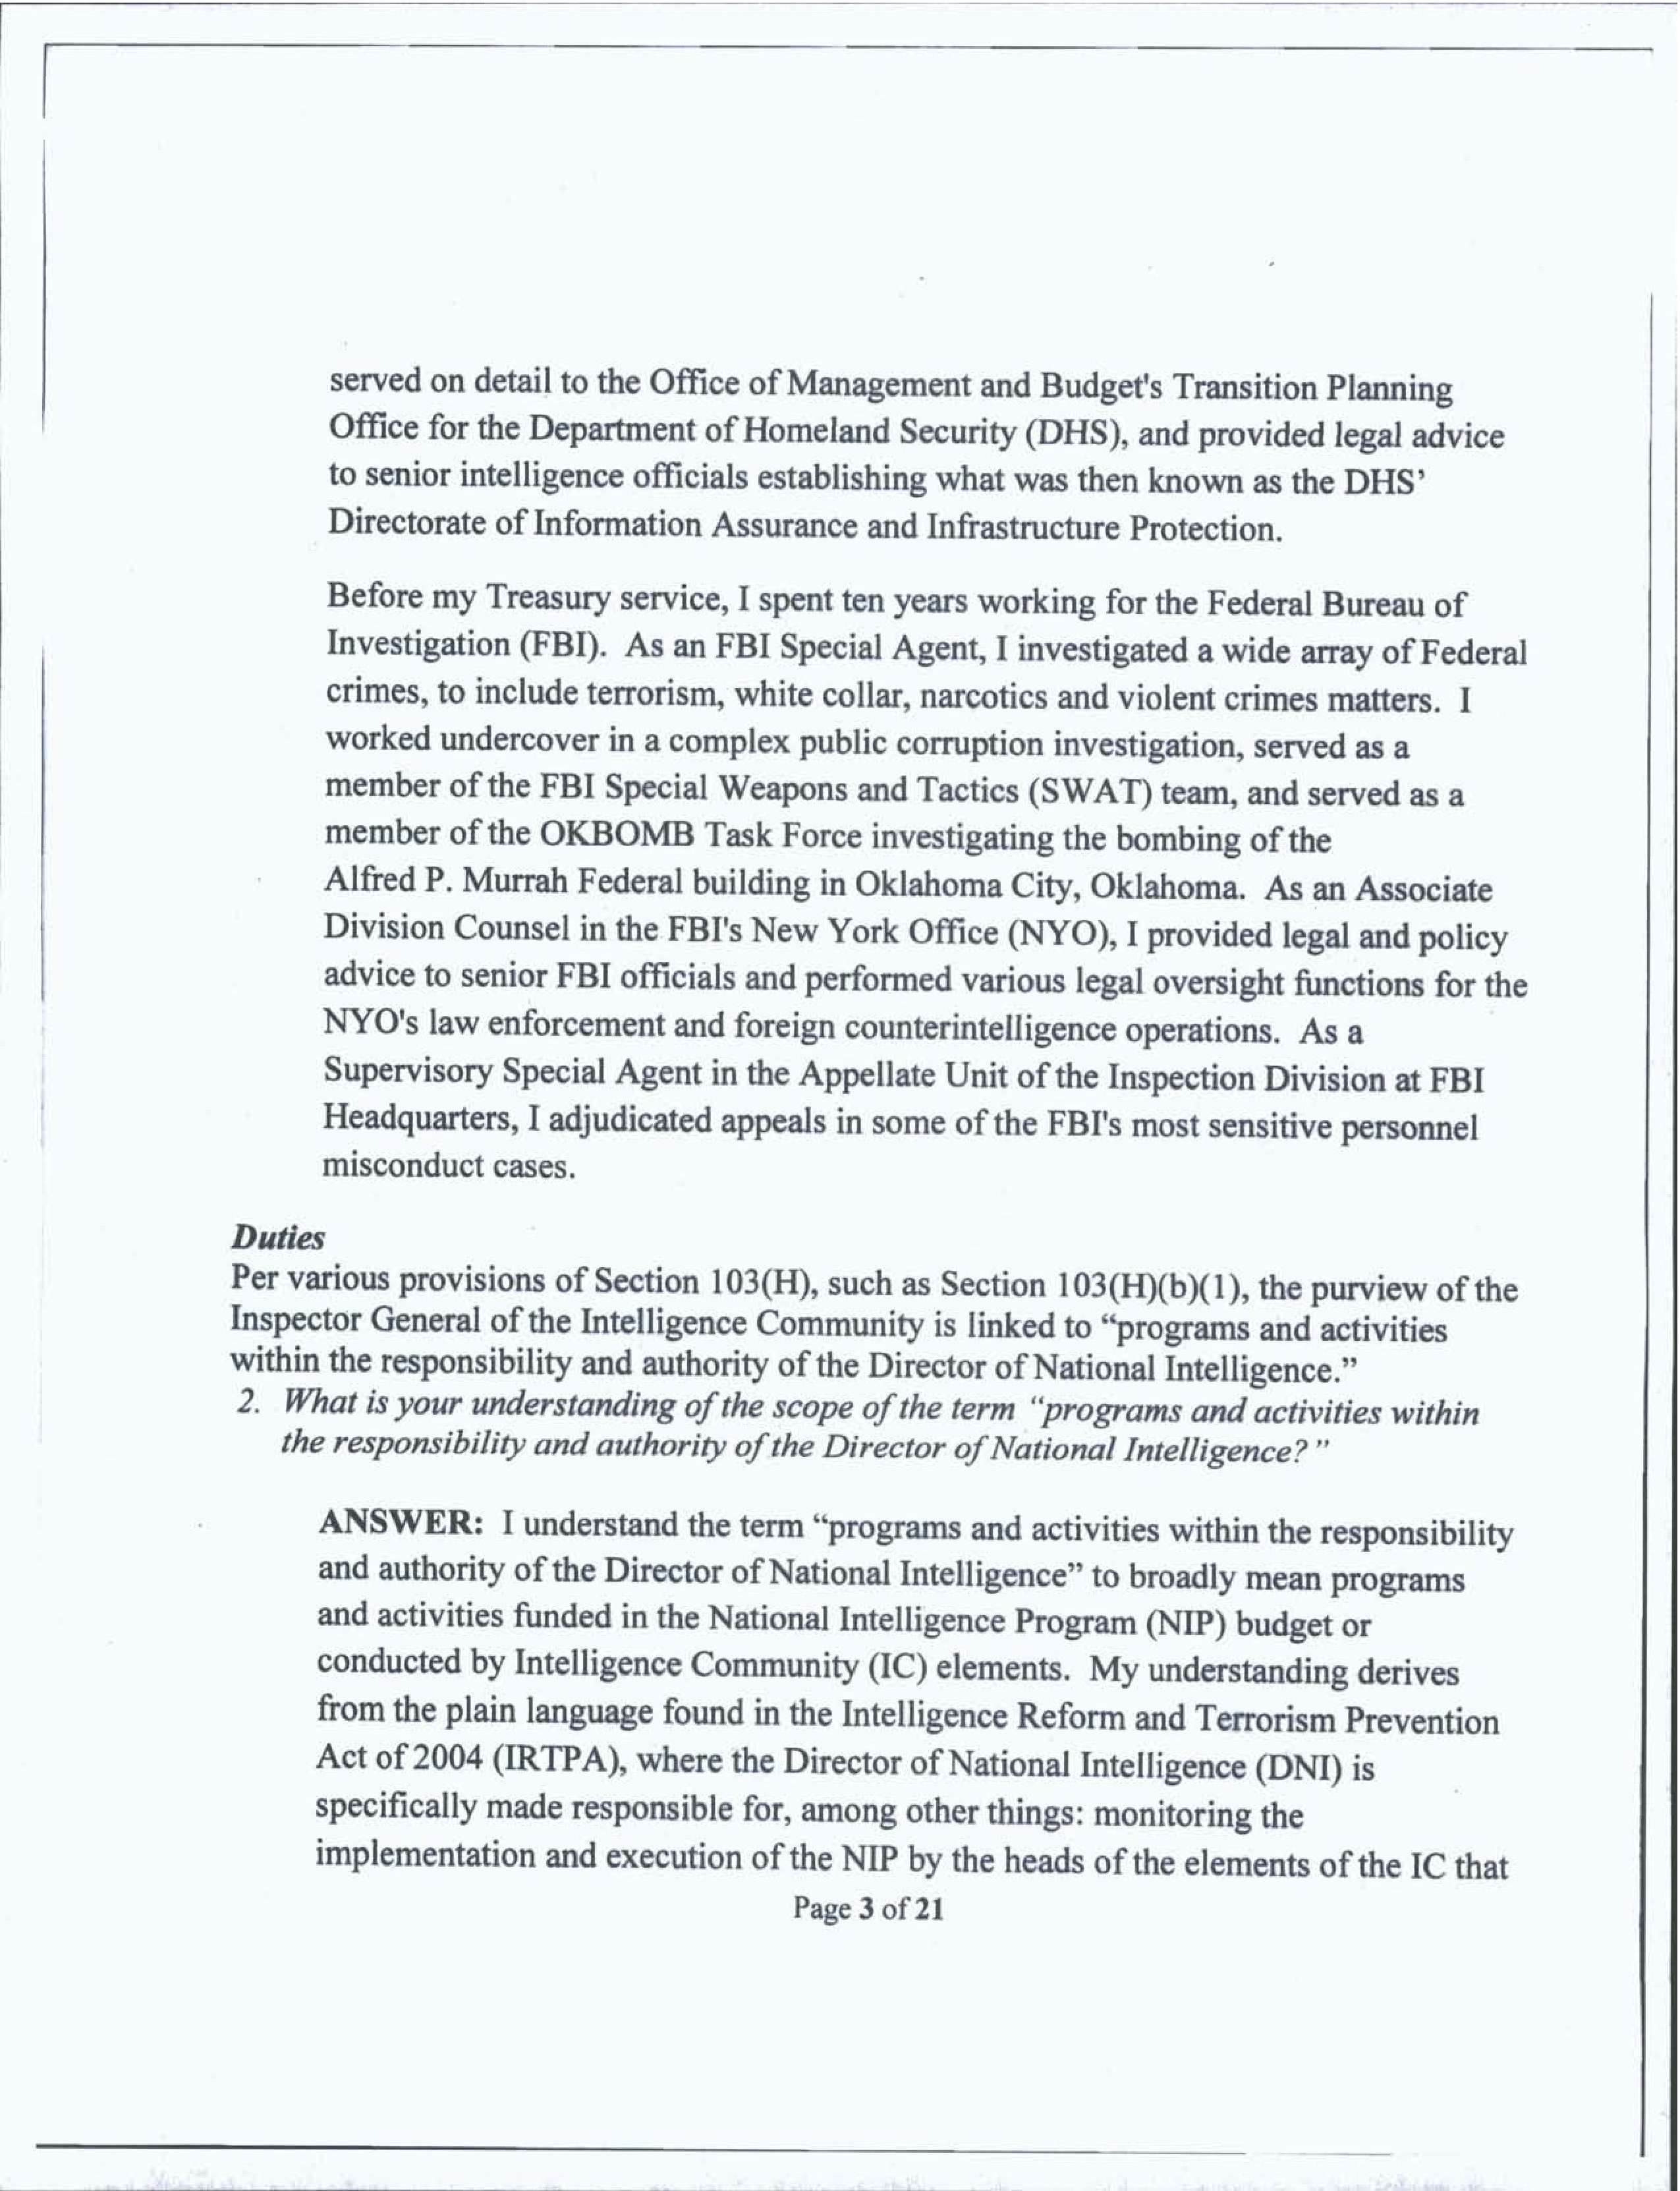 served on detail to the Office of Management and Budget's Transition Planning
Office for the Department of Homeland Security (DHS), and provided legal advice
to senior intelligence officials establishing what was then known as the DHS’
Directorate of Information Assurance and Infrastructure Protection.
Before my Treasury service, I spent ten years working for the Federal Bureau of
Investigation (FBI). As an FBI Special Agent, I investigated a wide array of Federal
crimes, to include terrorism, white collar, narcotics and violent crimes matters. I
worked undercover in a complex public corruption investigation, served as a
member of the FBI Special Weapons and Tactics (SWAT) team, and served as a
member of the OKBOMB Task Force investigating the bombing of the
Alfred P. Murrah Federal building in Oklahoma City, Oklahoma. As an Associate
Division Counsel in the FBI's New York Office (NYO), I provided legal and policy
advice to senior FBI officials and performed various legal oversight functions for the
NYO's law enforcement and foreign counterintelligence operations. As a
Supervisory Special Agent in the Appellate Unit of the Inspection Division at FBI
Headquarters, I adjudicated appeals in some of the FBI's most sensitive personnel
misconduct cases.
Duties
Per various provisions of Section 103(H), such as Section 103(H)(b)(1), the purview of the
Inspector General of the Intelligence Community is linked to “programs and activities
within the responsibility and authority of the Director of National Intelligence.”
2. What is your understanding of the scope of the term “programs and activities within
the responsibility and authority of the Director of National Intelligence?”
ANSWER: I understand the term “programs and activities within the responsibility
and authority of the Director of National Intelligence” to broadly mean programs
and activities funded in the National Intelligence Program (NIP) budget or
conducted by Intelligence Community (IC) elements. My understanding derives
from the plain language found in the Intelligence Reform and Terrorism Prevention
Act of 2004 (IRTPA), where the Director of National Intelligence (DNI) is
specifically made responsible for, among other things: monitoring the
implementation and execution of the NIP by the heads of the elements of the IC that
Page 3 of 21